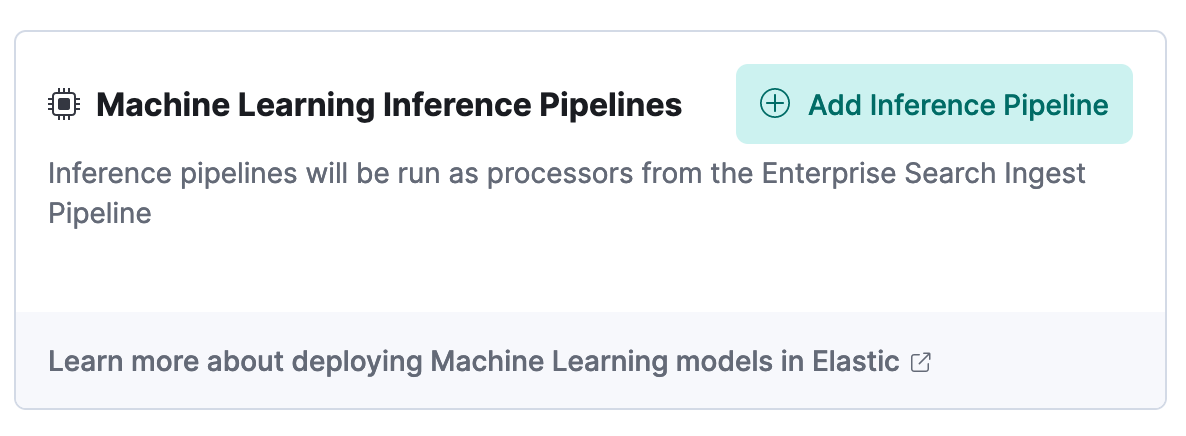 Machine Learning Inference Pipelines
Add Inference Pipeline
Inference pipelines will be run as processors from the Enterprise Search Ingest
Pipeline
Learn more about deploying Machine Learning models in Elastic